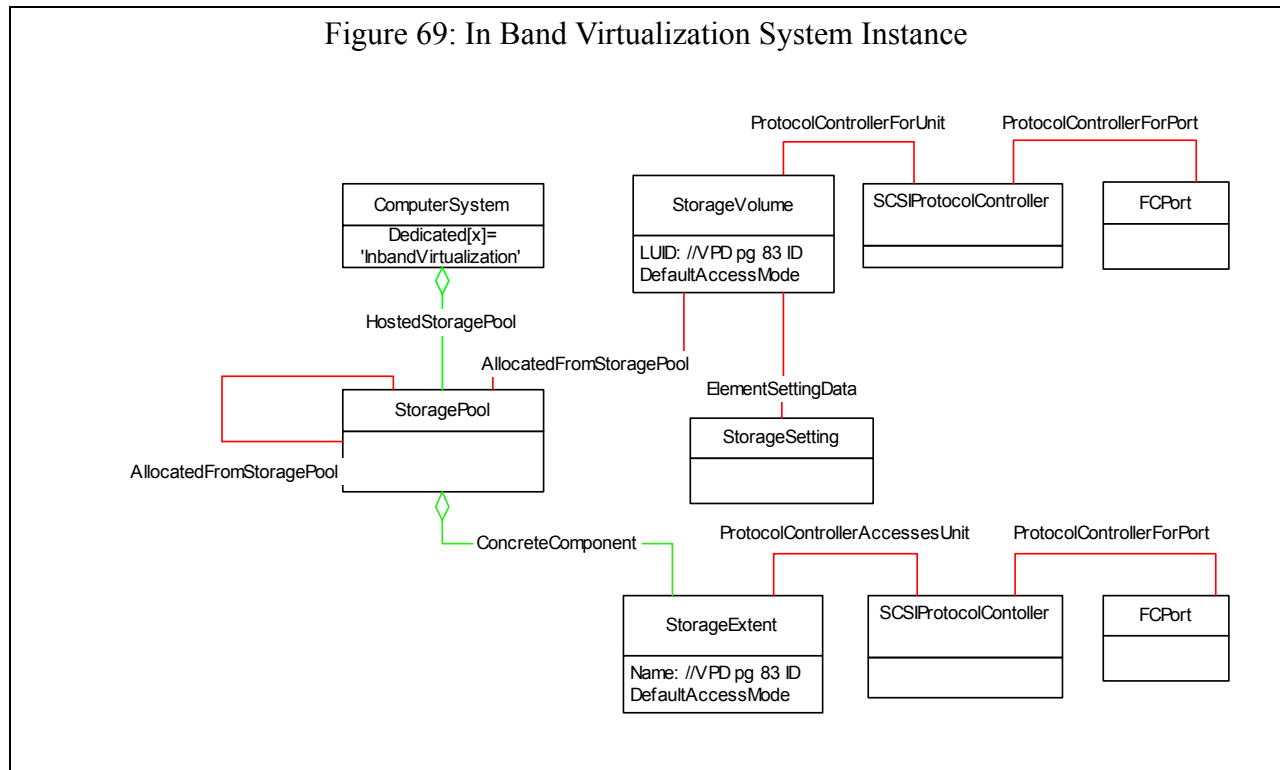 Figure 69: In Band Virtualization System Instance
ProtocolControllerForUnit
ProtocolControllerForPort
ComputerSystem
Dedicated[x]=
'InbandVirtualization'
StorageVolume
LUID: //VPD pg 83 ID
DefaultAccessMode
SCSIProtocolController
FCPort
HostedStoragePool
AllocatedFromStoragePool
ElementSettingData
StoragePool
StorageSetting
AllocatedFromStoragePool
ConcreteComponent
ProtocolControllerAccessesUnit
ProtocolControllerForPort
StorageExtent
Name: //VPD pg 83 ID
DefaultAccessMode
SCSIProtocolContoller
FCPort